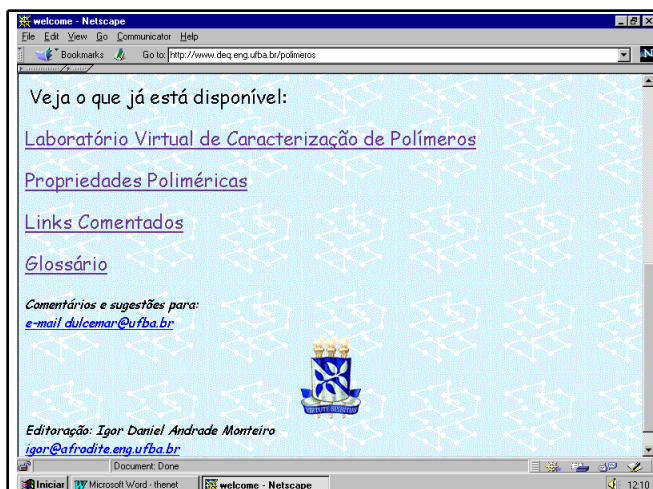 welcome - Netscape
File Edit View Go Communicator Help
Bookmarks Go to: http://www.deq.eng.ufba.br/polimeros
N
Veja o que já está disponível:
Laboratório Virtual de Caracterização de Polímeros
Propriedades Poliméricas
Links Comentados
Glossário
Comentários e sugestões para:
e-mail dulcemar@ufba.br
VIRTUTE SPIRITUS
Editoração: Igor Daniel Andrade Monteiro
igor@afrodite.eng.ufba.br
Document: Done
Iniciar Microsoft Word - thenet welcome - Netscape 12:10